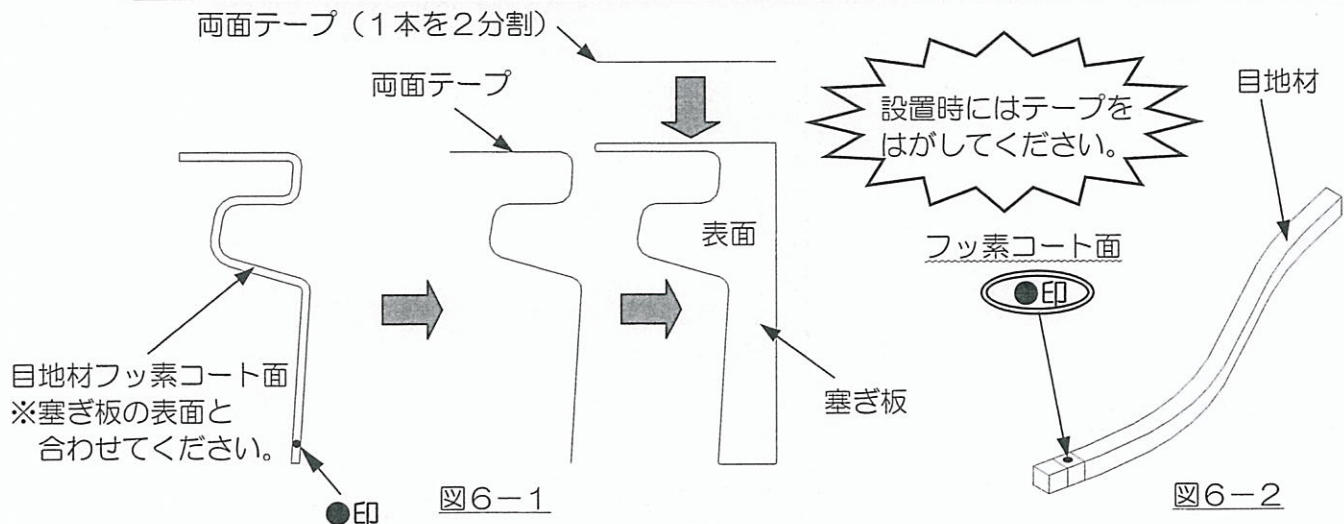 両面テープ（１本を２分割）
両面テープ
設置時にはテープを
はがしてください。
目地材
表面
フッ素コート面
●印
目地材フッ素コート面
※塞ぎ板の表面と
合わせてください。
塞ぎ板
●印
図６－１
図６－２